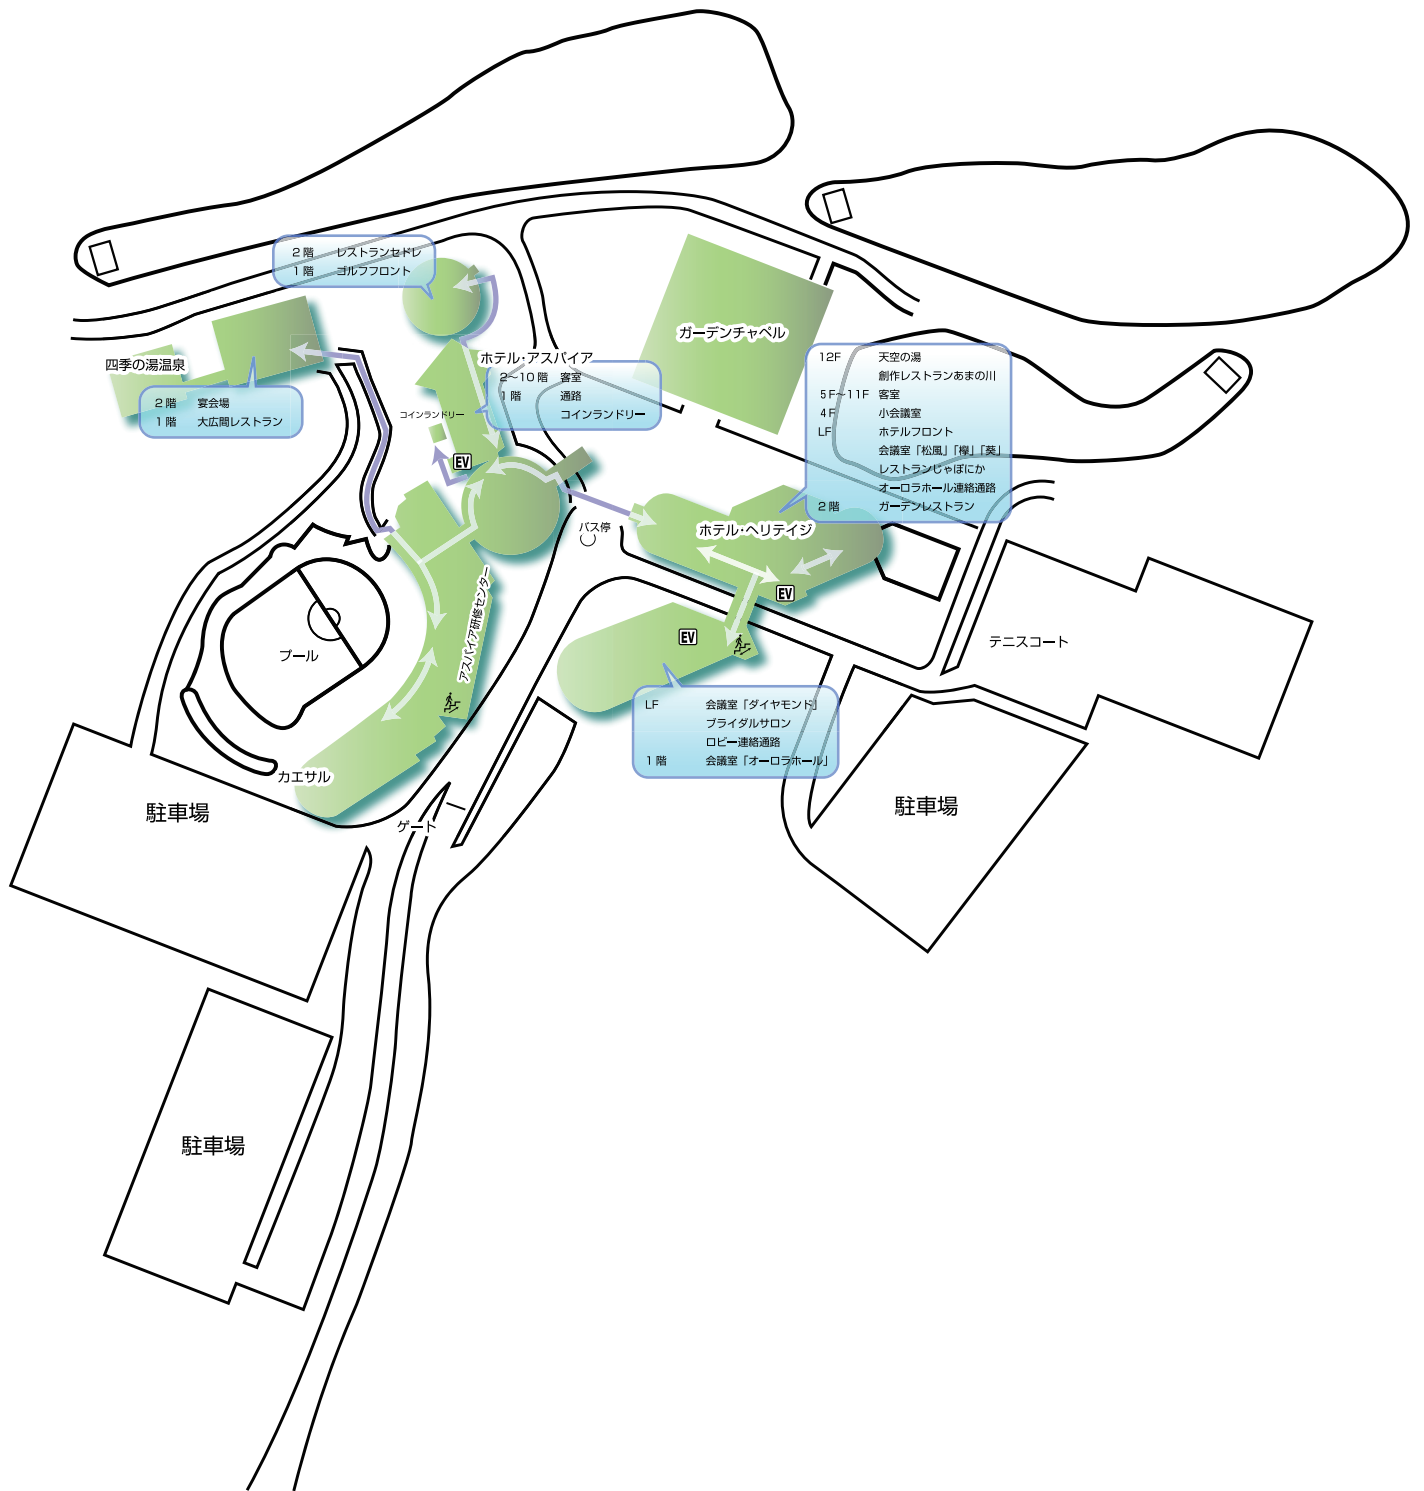 2階 レストランセドレ
1階 ゴルフフロント
四季の湯温泉
2階 宴会場
1階 大広間レストラン
ホテル・アスパイア
2〜10階 客室
1階 通路
コインランドリー
コインランドリー
EV
ガーデンチャペル
12F 天空の湯
創作レストランあまの川
5F〜11F 客室
4F 小会議室
LF ホテルフロント
会議室「松風」「欅」「葵」
レストランじゃぽにか
オーロラホール連絡通路
2階 ガーデンレストラン
バス停
ホテル・ヘリテイジ
EV
EV
テニスコート
プール
アスパイア研修センター
LF 会議室「ダイヤモンド」
ブライダルサロン
ロビー連絡通路
1階 会議室「オーロラホール」
カエサル
駐車場
ゲート
駐車場
駐車場